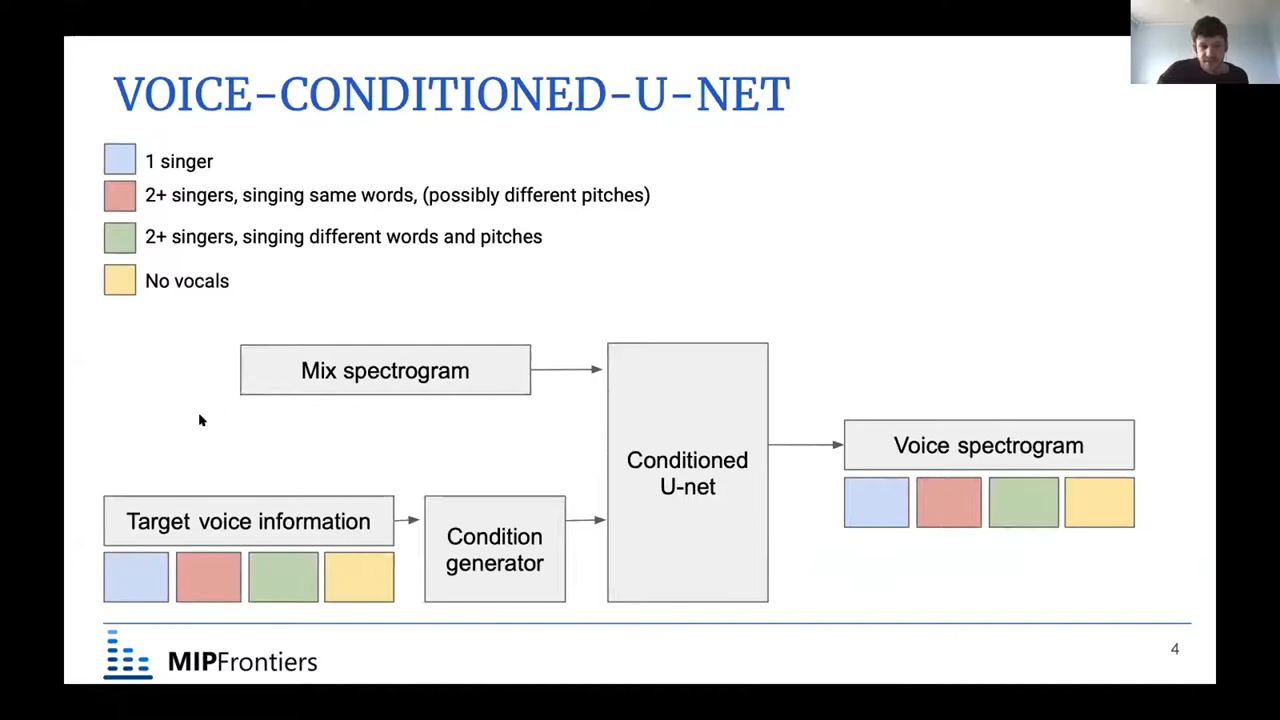 VOICE-CONDITIONED-U-NET
1 singer
2+ singers, singing same words, (possibly different pitches)
2+ singers, singing different words and pitches
No vocals
Mix spectrogram
Conditioned
U-net
Voice spectrogram
Target voice information
Condition
generator
MIPFrontiers
4